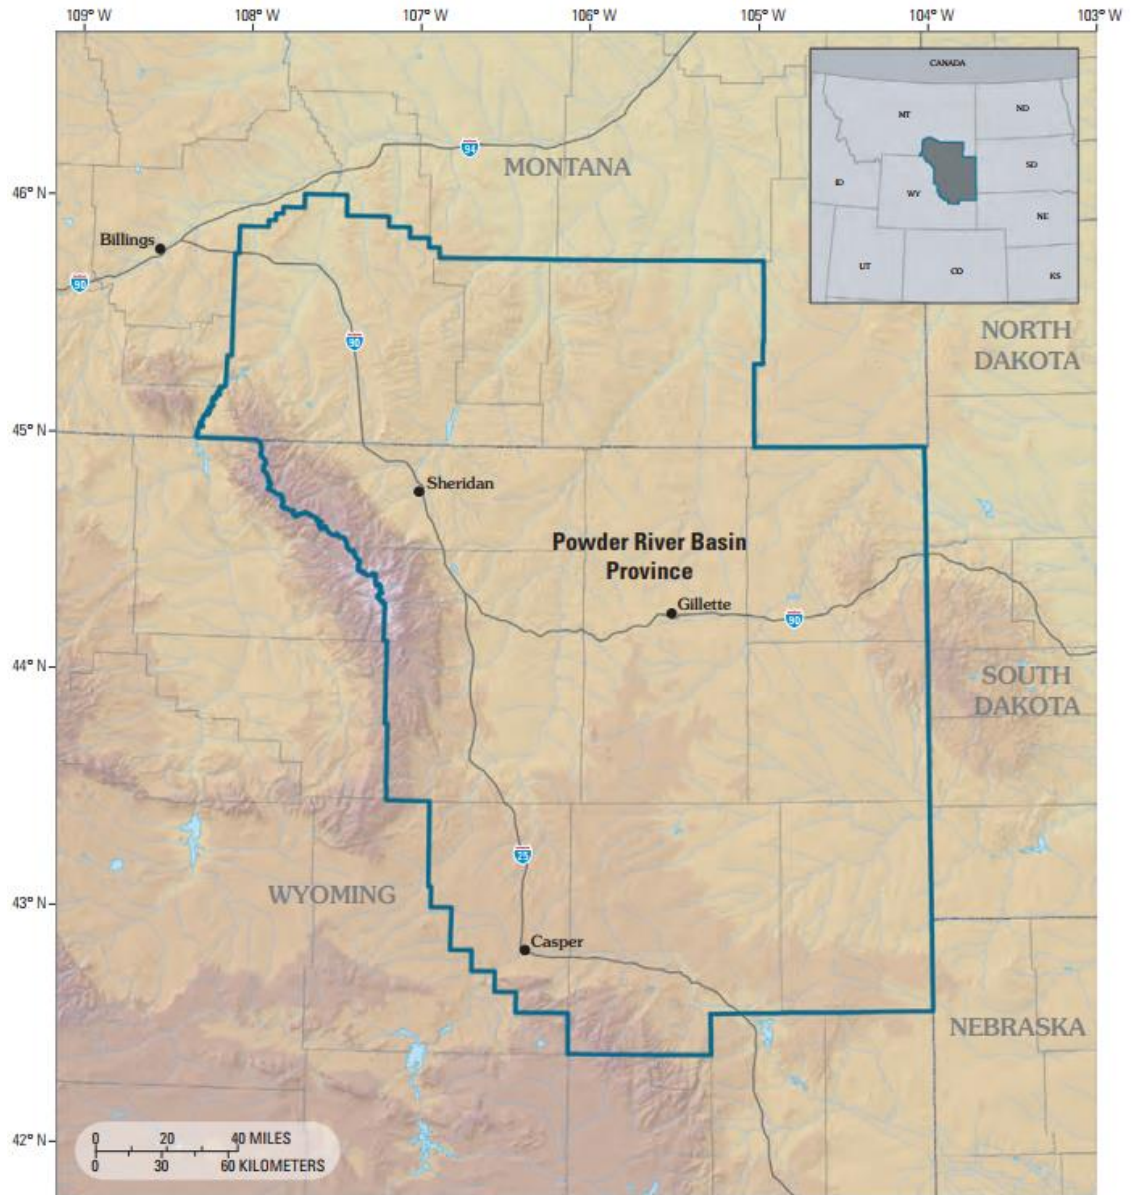 109° W 108° W 107° W 106° W 105° W 104° W 103° W
CANADA
MT
ND
ID
WY
SD
NE
UT
CO
KS
94
MONTANA
46° N
Billings
90
90
NORTH
DAKOTA
45° N
Sheridan
Powder River Basin
Province
Gillette
90
44° N
SOUTH
DAKOTA
25
WYOMING
43° N
Casper
NEBRASKA
42° N
0 20 40 MILES
0 30 60 KILOMETERS